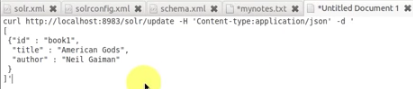 solr.xml ✖ solrconfig.xml ✖ schema.xml ✖ *mynotes.txt ✖ *Untitled Document 1 ✖
curl http://localhost:8983/solr/update -H 'Content-type:application/json' -d '
[
{"id" : "book1",
"title" : "American Gods",
"author" : "Neil Gaiman"
}
]'